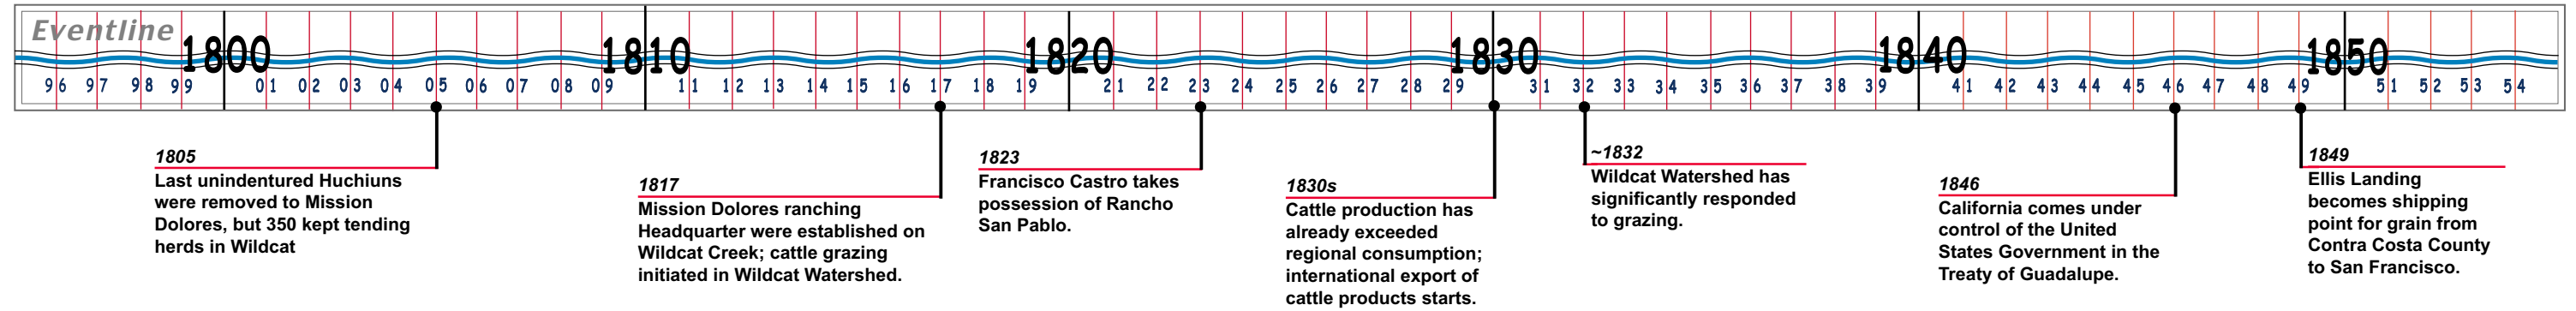 Eventline
1800 1810 1820 1830 1840 1850
96 97 98 99 01 02 03 04 05 06 07 08 09 11 12 13 14 15 16 17 18 19 21 22 23 24 25 26 27 28 29 31 32 33 34 35 36 37 38 39 41 42 43 44 45 46 47 48 49 51 52 53 54
1805
Last unindentured Huchiuns
were removed to Mission
Dolores, but 350 kept tending
herds in Wildcat
1817
Mission Dolores ranching
Headquarter were established on
Wildcat Creek; cattle grazing
initiated in Wildcat Watershed.
1823
Francisco Castro takes
possession of Rancho
San Pablo.
1830s
Cattle production has
already exceeded
regional consumption;
international export of
cattle products starts.
~1832
Wildcat Watershed has
significantly responded
to grazing.
1846
California comes under
control of the United
States Government in the
Treaty of Guadalupe.
1849
Ellis Landing
becomes shipping
point for grain from
Contra Costa County
to San Francisco.